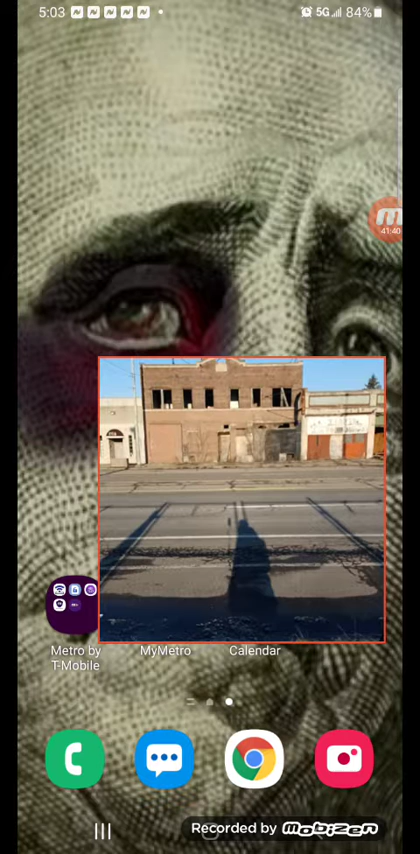 5:03
5G 84%
41:40
Metro by
T-Mobile
MyMetro
Calendar
Recorded by mobizen